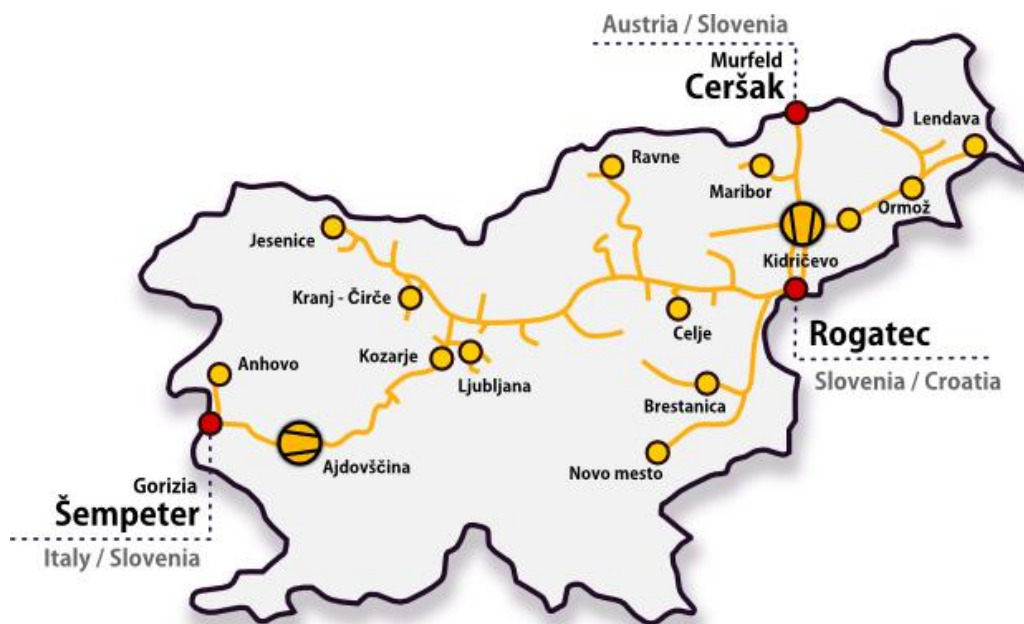 Austria / Slovenia
Murfeld
Ceršak
Lendava
Ravne
Maribor
Ormož
Jesenice
Kidričevo
Kranj - Čirče
Rogatec
Celje
Kozarje
Anhovo
Ljubljana
Slovenia / Croatia
Brestanica
Ajdovščina
Novo mesto
Gorizia
Šempeter
Italy / Slovenia